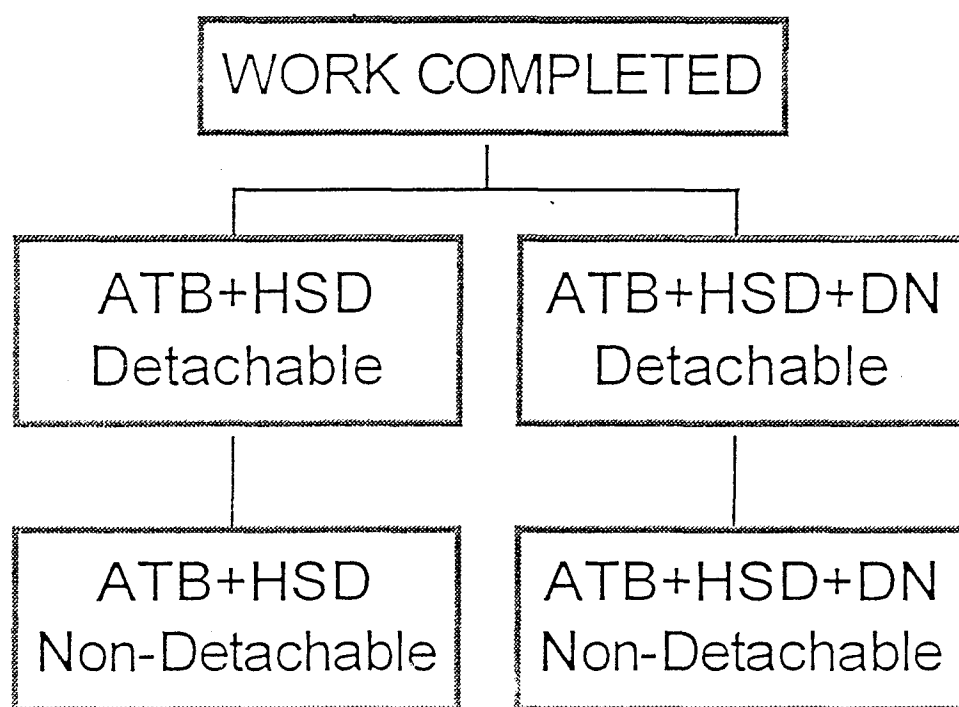 WORK COMPLETED
ATB+HSD
Detachable
ATB+HSD+DN
Detachable
ATB+HSD
Non-Detachable
ATB+HSD+DN
Non-Detachable